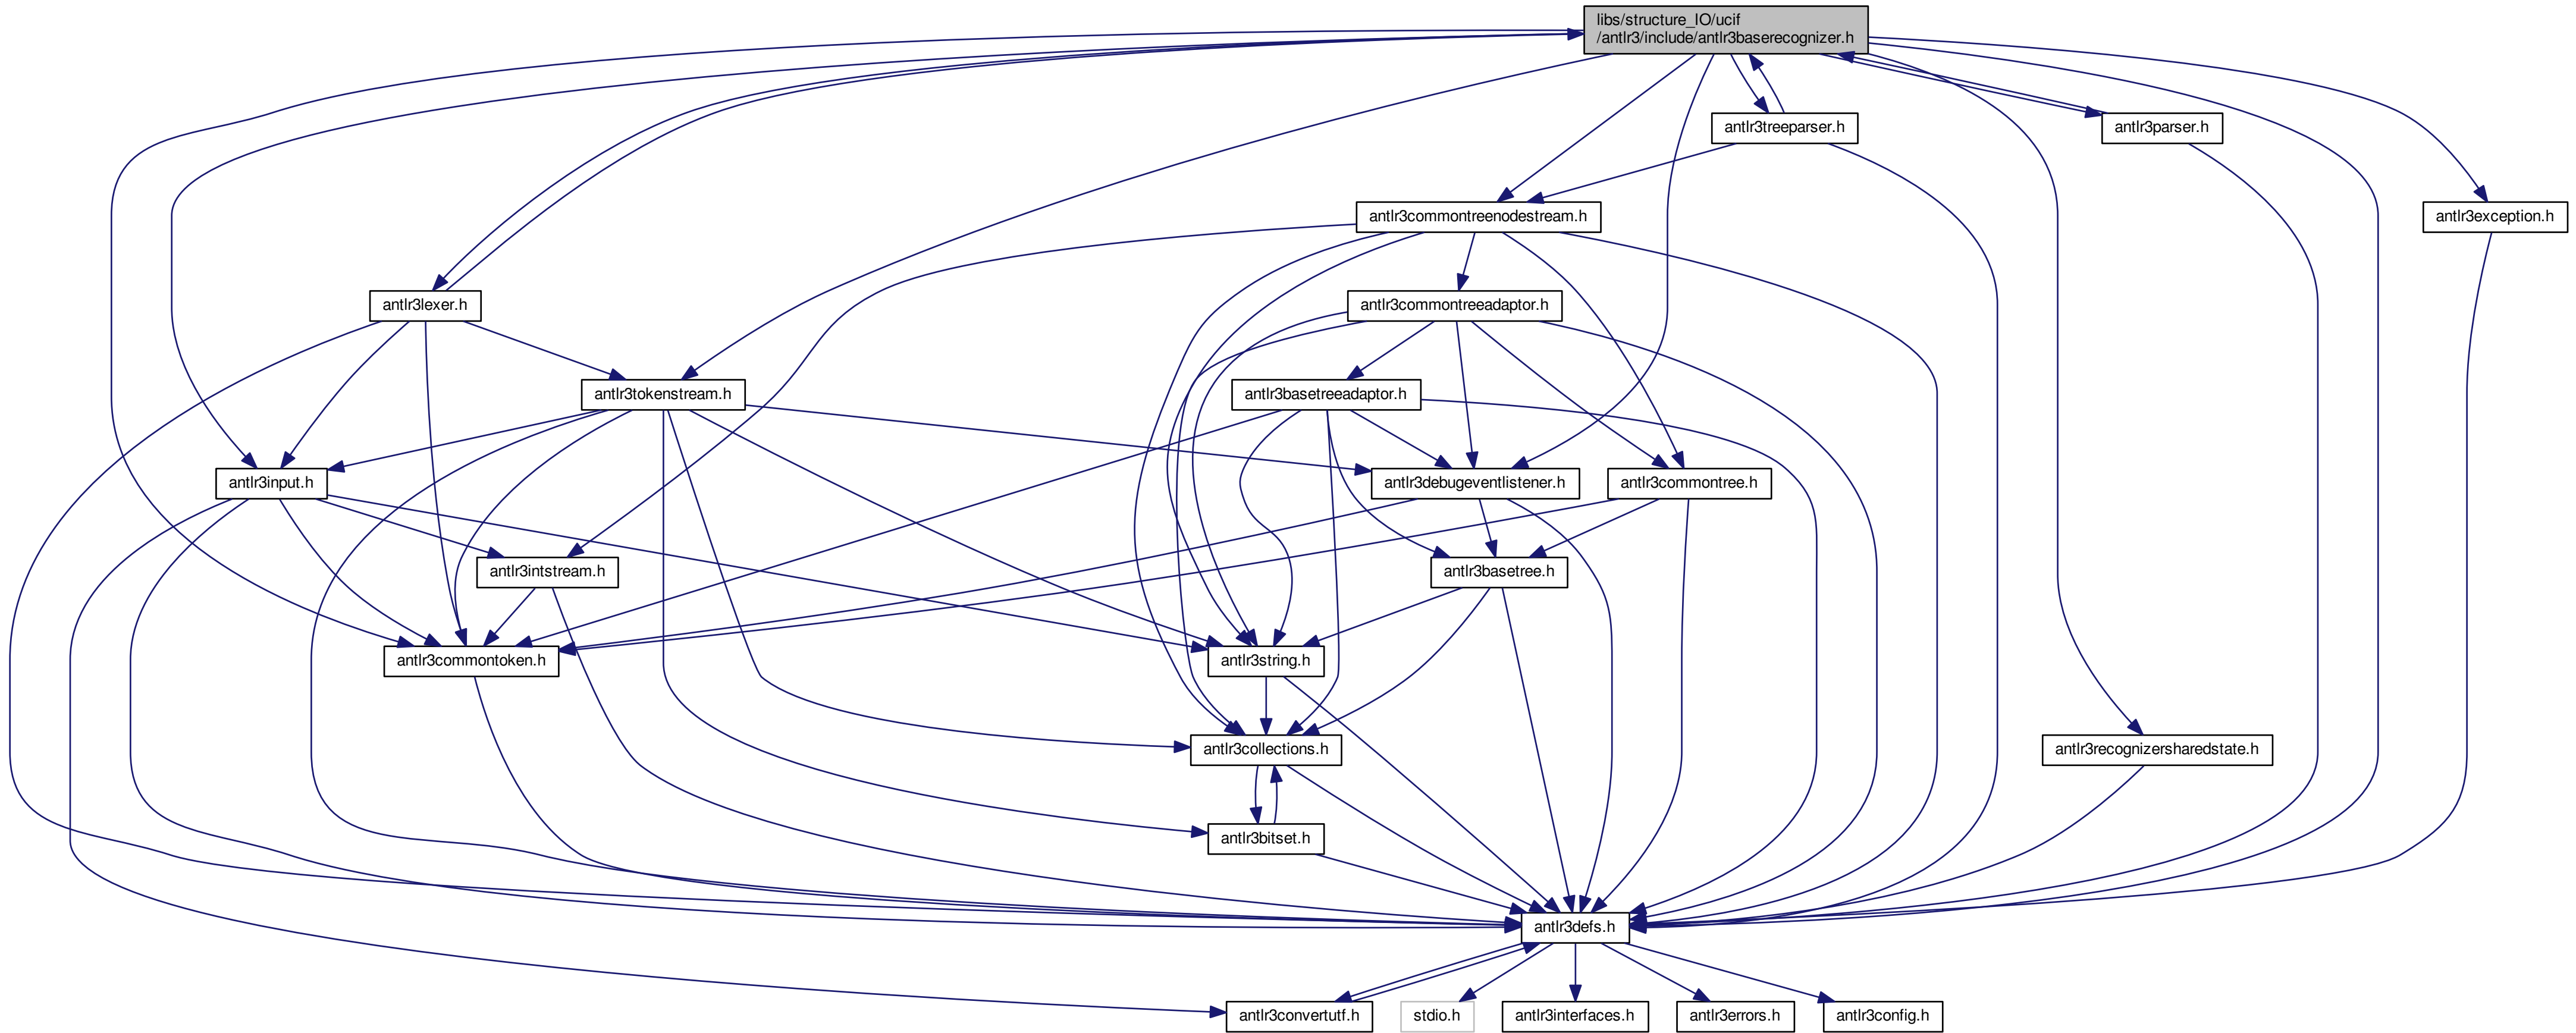 libs/structure_IO/ucif
/antlr3/include/antlr3baserecognizer.h
antlr3treeparser.h
antlr3parser.h
antlr3commontreenodestream.h
antlr3exception.h
antlr3lexer.h
antlr3commontreeadaptor.h
antlr3tokenstream.h
antlr3basetreeadaptor.h
antlr3input.h
antlr3debugeventlistener.h
antlr3commontree.h
antlr3intstream.h
antlr3basetree.h
antlr3commontoken.h
antlr3string.h
antlr3collections.h
antlr3recognizersharedstate.h
antlr3bitset.h
antlr3defs.h
antlr3convertutf.h
stdio.h
antlr3interfaces.h
antlr3errors.h
antlr3config.h